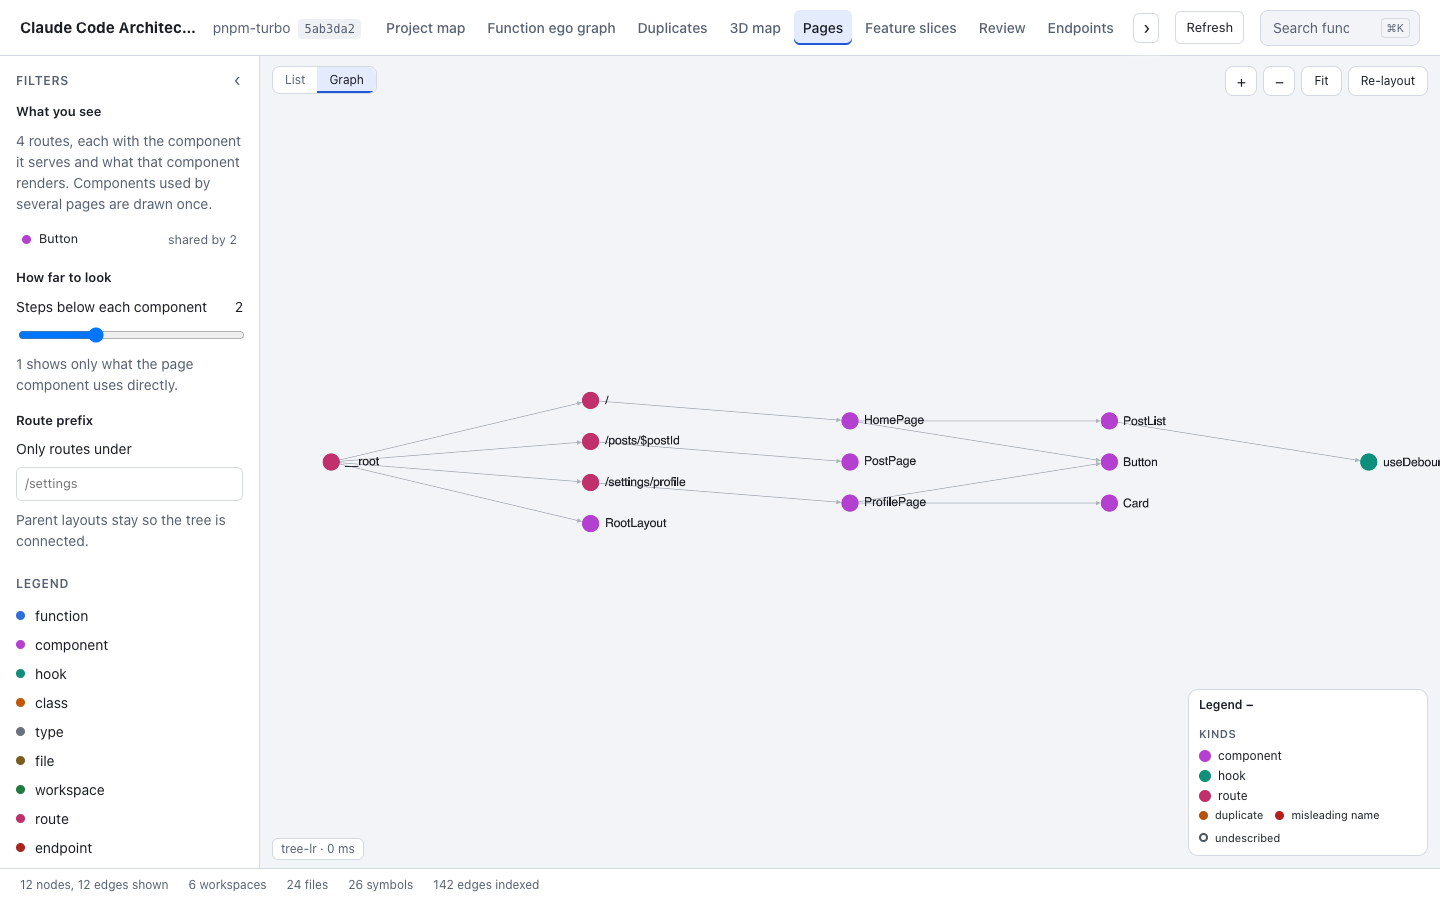 Claude Code Architec...
pnpm-turbo 5ab3da2
Project map Function ego graph Duplicates 3D map Pages Feature slices Review Endpoints › Refresh Search func ⌘K
FILTERS ‹
What you see
4 routes, each with the component
it serves and what that component
renders. Components used by
several pages are drawn once.
Button shared by 2
How far to look
Steps below each component 2
1 shows only what the page
component uses directly.
Route prefix
Only routes under
/settings
Parent layouts stay so the tree is
connected.
LEGEND
function
component
hook
class
type
file
workspace
route
endpoint
List Graph
+ − Fit Re-layout
__root
/
/posts/$postId
/settings/profile
RootLayout
HomePage
PostPage
ProfilePage
PostList
Button
Card
useDebou
Legend –
KINDS
component
hook
route
duplicate misleading name
undescribed
tree-lr · 0 ms
12 nodes, 12 edges shown 6 workspaces 24 files 26 symbols 142 edges indexed